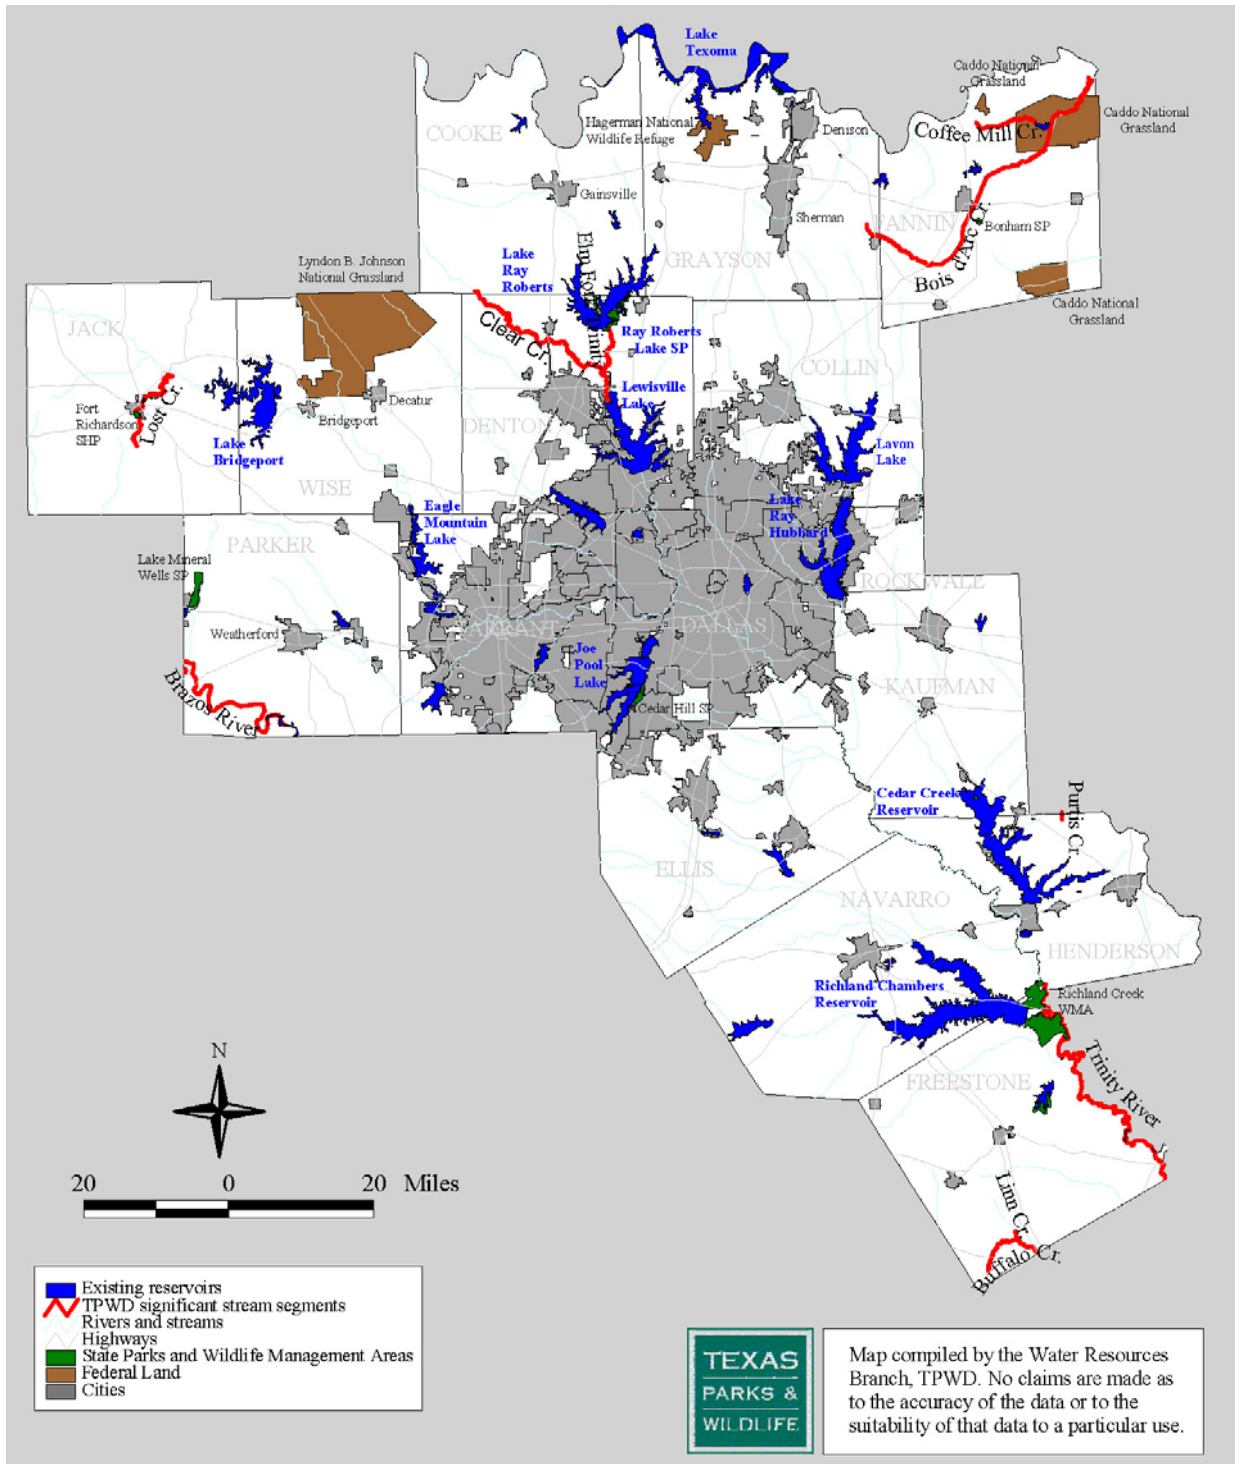 Lake
Texoma
Caddo National
Grassland
COOKE
Hagerman National
Wildlife Refuge
Denison
Coffee Mill Cr.
Caddo National
Grassland
Gainsville
Sherman
FANNIN
Bonham SP
Bois d'Arc Cr.
Lyndon B. Johnson
National Grassland
Lake
Ray
Roberts
Elm Fork Trinity
GRAYSON
Caddo National
Grassland
JACK
Clear Cr.
Ray Roberts
Lake SP
COLLIN
Lewisville
Lake
Fort
Richardson
SHP
Lost Cr.
Decatur
Bridgeport
DENTON
Lake
Bridgeport
Lavon
Lake
WISE
Eagle
Mountain
Lake
Lake
Ray
Hubbard
PARKER
Lake Mineral
Wells SP
ROCKWALL
Weatherford
TARRANT
DALLAS
Joe
Pool
Lake
Brazos River
KAUFMAN
Cedar Hill SP
Cedar Creek
Reservoir
Purtis Cr.
ELLIS
NAVARRO
HENDERSON
Richland Chambers
Reservoir
Richland Creek
WMA
FREESTONE
Trinity River
N
20 0 20 Miles
Linn Cr.
Buffalo Cr.
Existing reservoirs
TPWD significant stream segments
Rivers and streams
Highways
State Parks and Wildlife Management Areas
Federal Land
Cities
TEXAS
PARKS &
WILDLIFE
Map compiled by the Water Resources
Branch, TPWD. No claims are made as
to the accuracy of the data or to the
suitability of that data to a particular use.